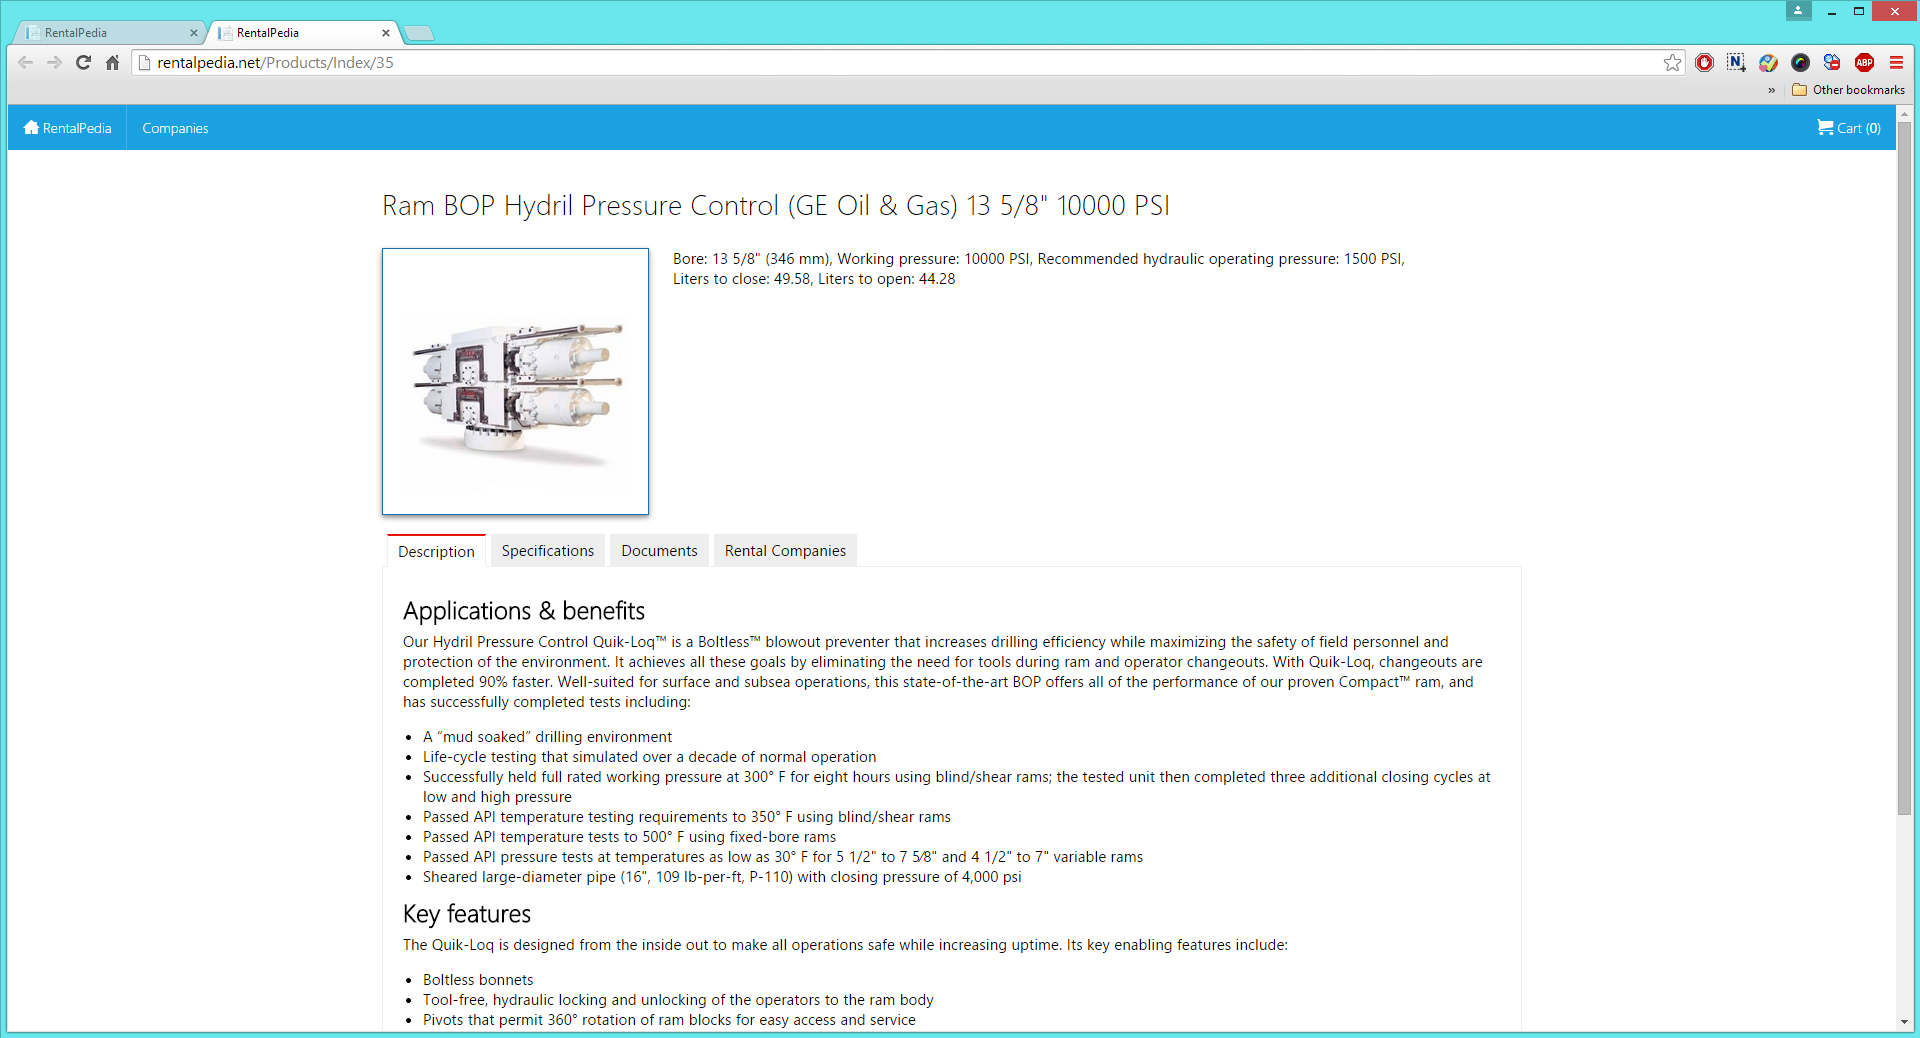 RentalPedia
RentalPedia
rentalpedia.net/Products/Index/35
ABP
» Other bookmarks
RentalPedia Companies Cart (0)
Ram BOP Hydril Pressure Control (GE Oil & Gas) 13 5/8" 10000 PSI
Bore: 13 5/8" (346 mm), Working pressure: 10000 PSI, Recommended hydraulic operating pressure: 1500 PSI,
Liters to close: 49.58, Liters to open: 44.28
Description Specifications Documents Rental Companies
Applications & benefits
Our Hydril Pressure Control Quik-Loq™ is a Boltless™ blowout preventer that increases drilling efficiency while maximizing the safety of field personnel and
protection of the environment. It achieves all these goals by eliminating the need for tools during ram and operator changeouts. With Quik-Loq, changeouts are
completed 90% faster. Well-suited for surface and subsea operations, this state-of-the-art BOP offers all of the performance of our proven Compact™ ram, and
has successfully completed tests including:
• A “mud soaked” drilling environment
• Life-cycle testing that simulated over a decade of normal operation
• Successfully held full rated working pressure at 300° F for eight hours using blind/shear rams; the tested unit then completed three additional closing cycles at
low and high pressure
• Passed API temperature testing requirements to 350° F using blind/shear rams
• Passed API temperature tests to 500° F using fixed-bore rams
• Passed API pressure tests at temperatures as low as 30° F for 5 1/2" to 7 5⁄8" and 4 1/2" to 7" variable rams
• Sheared large-diameter pipe (16", 109 lb-per-ft, P-110) with closing pressure of 4,000 psi
Key features
The Quik-Loq is designed from the inside out to make all operations safe while increasing uptime. Its key enabling features include:
• Boltless bonnets
• Tool-free, hydraulic locking and unlocking of the operators to the ram body
• Pivots that permit 360° rotation of ram blocks for easy access and service